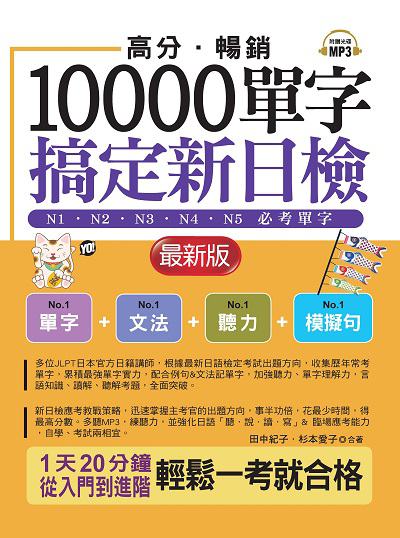 高分・暢銷
附贈光碟
MP3
10000單字
搞定新日檢
N1・N2・N3・N4・N5 必考單字
YO!
最新版
No.1
單字
+
No.1
文法
+
No.1
聽力
+
No.1
模擬句
多位JLPT日本官方日籍講師，根據最新日語檢定考試出題方向，收集歷年常考
單字，累積最強單字實力，配合例句&文法記單字，加強聽力、單字理解力，言
語知識、讀解、聽解考題，全面突破。
新日檢應考教戰策略，迅速掌握主考官的出題方向，事半功倍，花最少時間，得
最高分數。多聽MP3，練聽力，並強化日語「聽，說，讀，寫」& 臨場應考能力
，自學、考試兩相宜。
田中紀子，杉本愛子◎合著
1天20分鐘
從入門到進階
輕鬆一考就合格